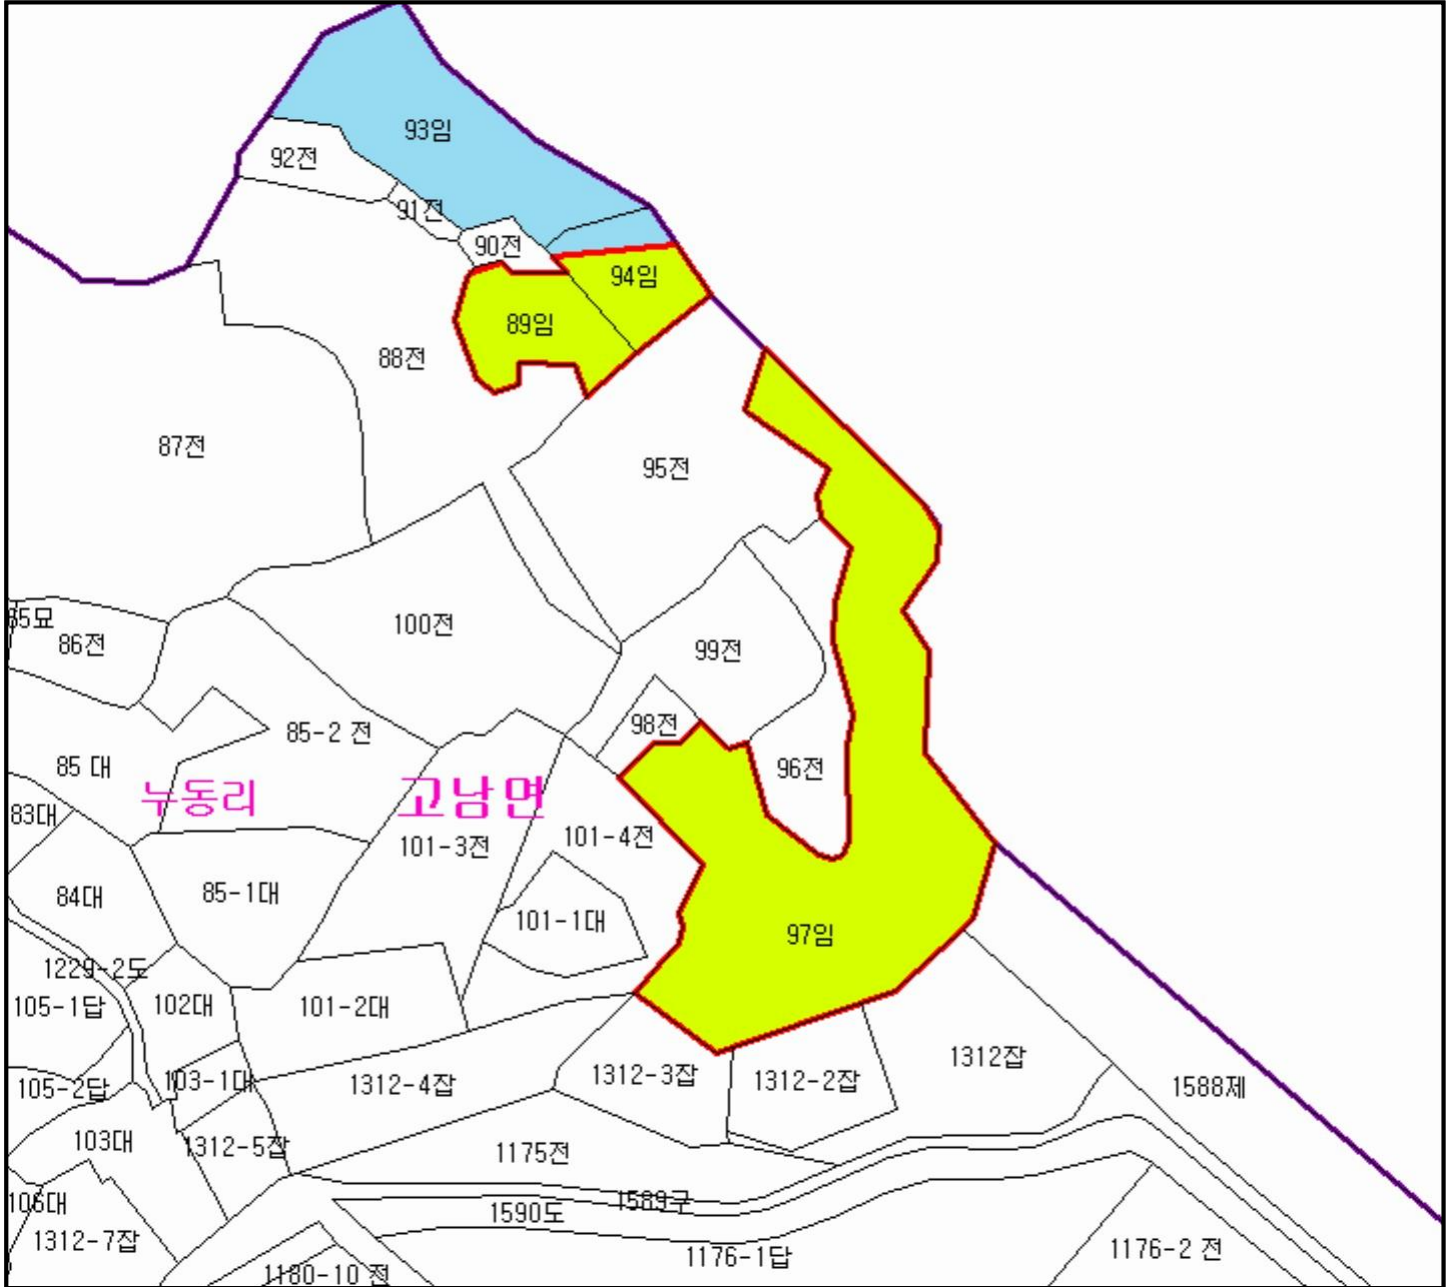 93임
92전
91전
90전
94임
89임
88전
87전
95전
100전
85묘
86전
99전
98전
85-2 전
96전
85 대
누동리
고남면
83대
101-3전
101-4전
84대
85-1대
101-1대
97임
1229-2도
105-1답
102대
101-2대
1312잡
105-2답
103-1대
1312-4잡
1312-3잡
1312-2잡
1588제
103대
1312-5잡
1175전
106대
1590도
1589구
1312-7잡
1176-1답
1176-2 전
1180-10 전